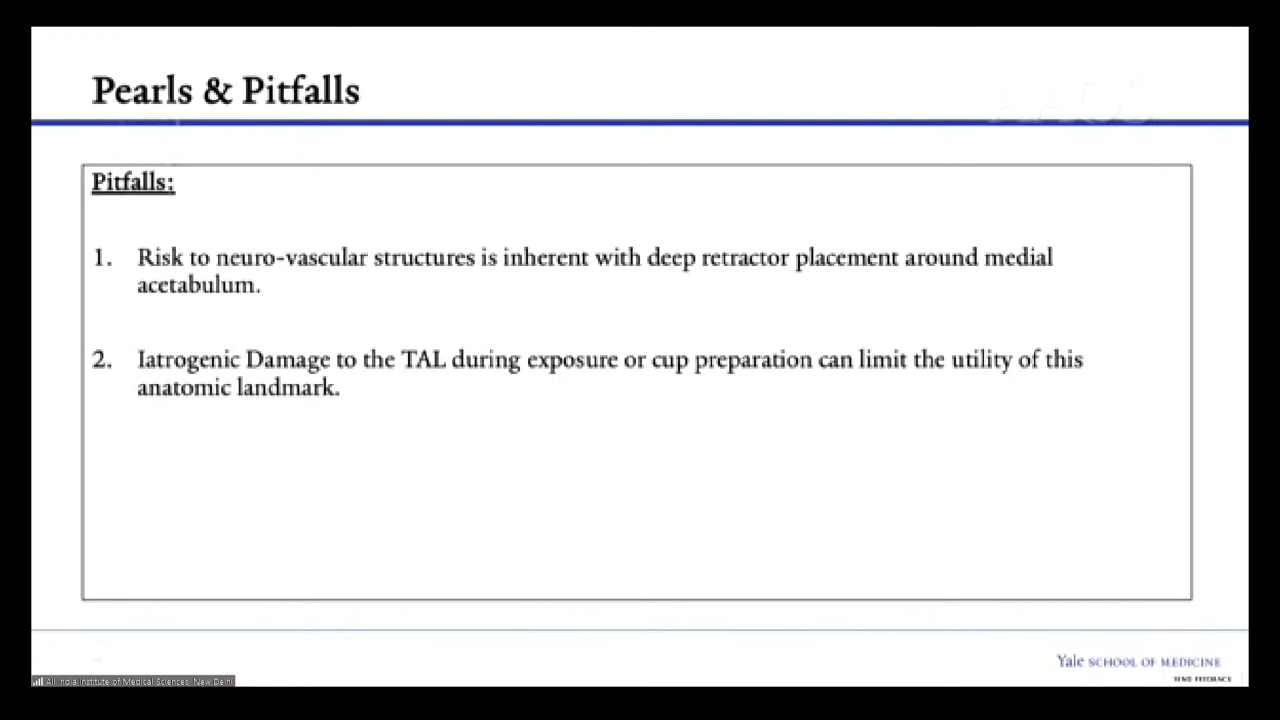 Pearls & Pitfalls
Pitfalls:
1. Risk to neuro-vascular structures is inherent with deep retractor placement around medial
acetabulum.
2. Iatrogenic Damage to the TAL during exposure or cup preparation can limit the utility of this
anatomic landmark.
Yale SCHOOL OF MEDICINE
SEND FEEDBACK
All India Institute of Medical Sciences, New Delhi